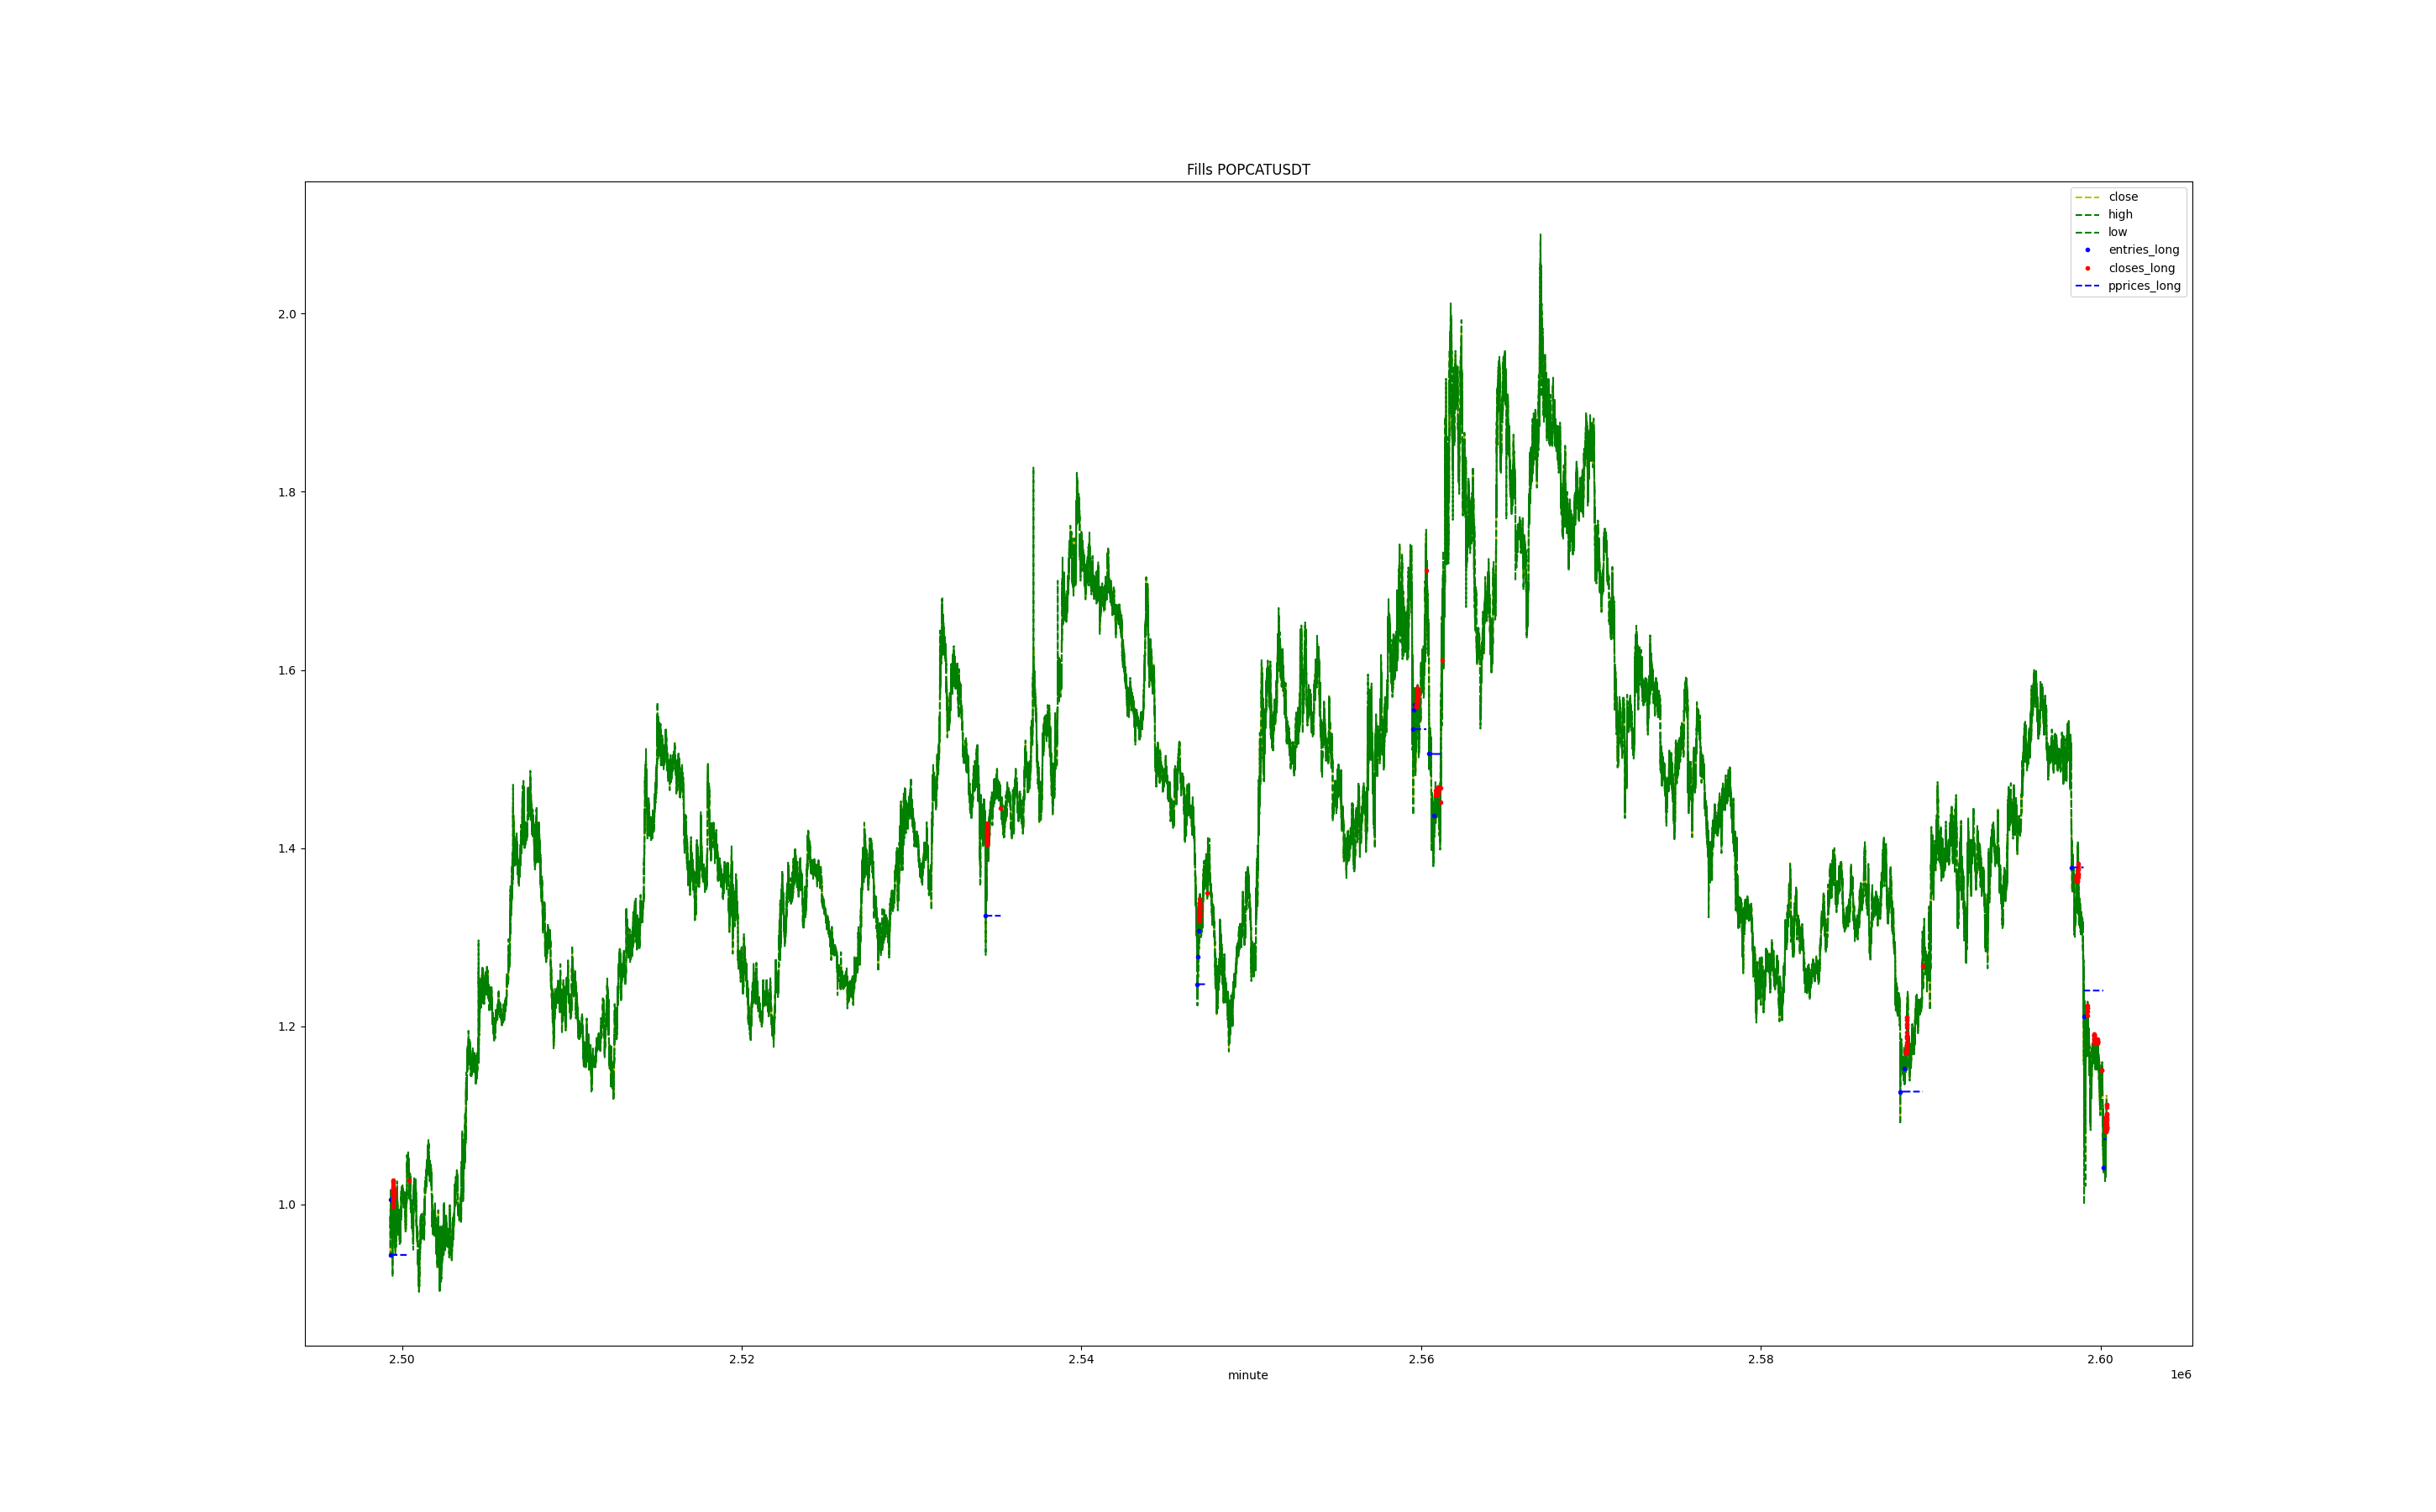 Fills POPCATUSDT
close
high
low
entries_long
closes_long
pprices_long
2.0
1.8
1.6
1.4
1.2
1.0
2.50 2.52 2.54 2.56 2.58 2.60
minute
1e6